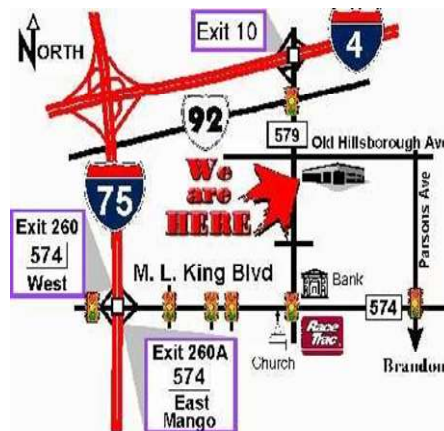 NORTH
Exit 10
4
92
579
Old Hillsborough Ave
We
are
HERE
75
Parsons Ave
Exit 260
574
West
M. L. King Blvd
Bank
574
Church
Race
Trac
Brandon
Exit 260A
574
East
Mango